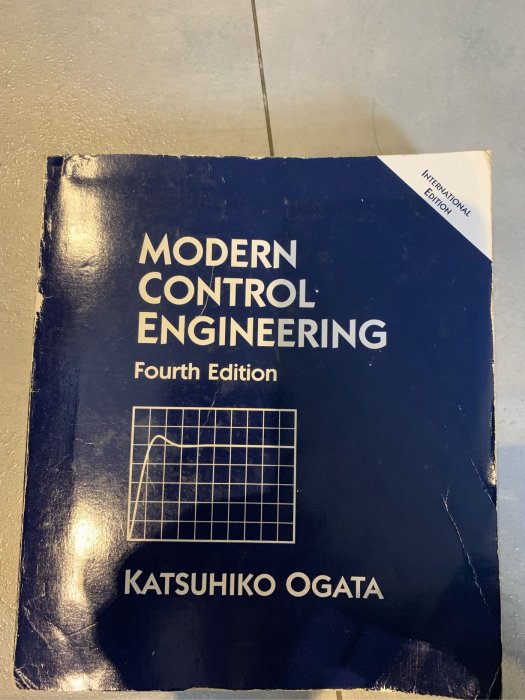 INTERNATIONAL
EDITION
MODERN
CONTROL
ENGINEERING
Fourth Edition
KATSUHIKO OGATA